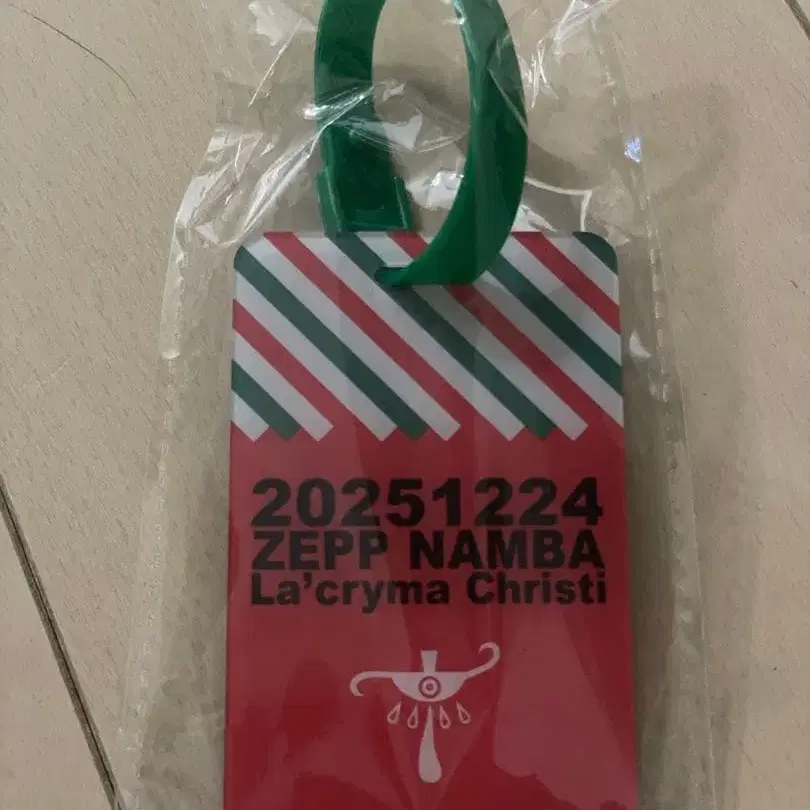 20251224
ZEPP NAMBA
La'cryma Christi